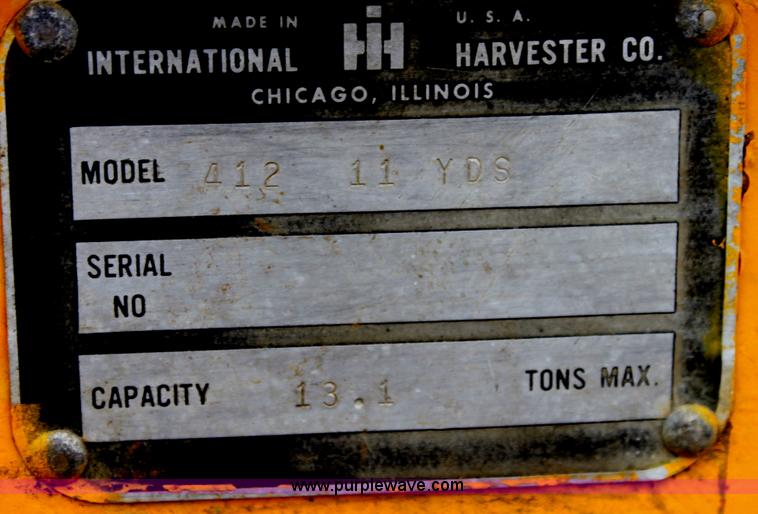 MADE IN IH U. S. A.
INTERNATIONAL HARVESTER CO.
CHICAGO, ILLINOIS
MODEL 412 11 YDS
SERIAL
NO
CAPACITY 13.1 TONS MAX.
www.purplewave.com